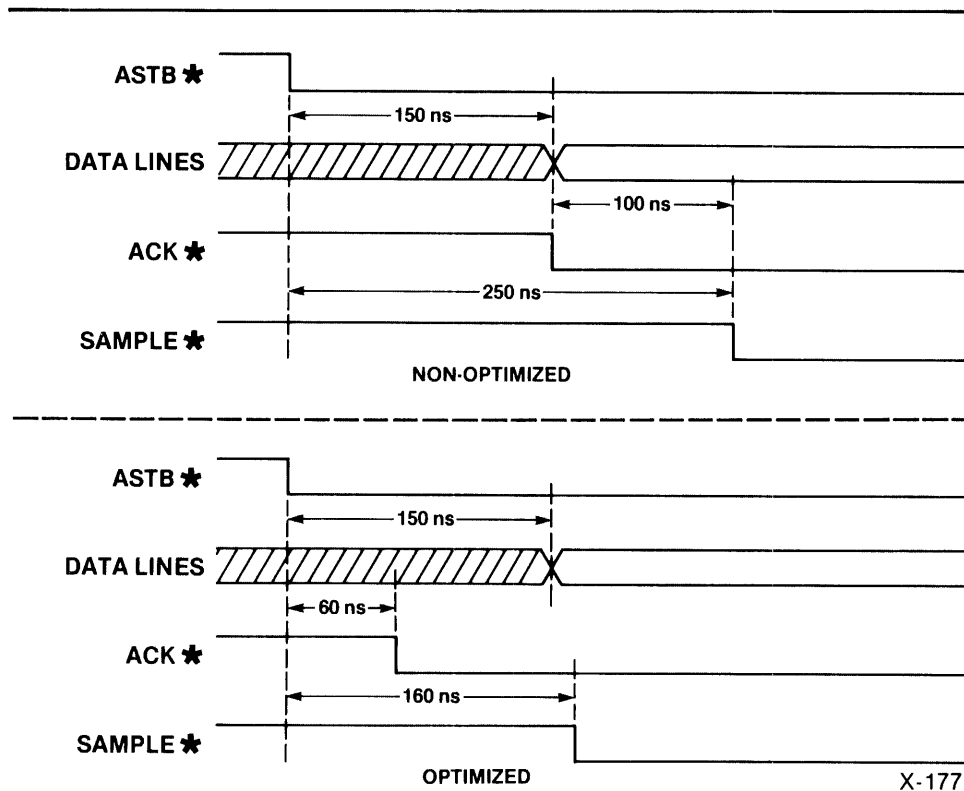 ASTB *
150 ns
DATA LINES
100 ns
ACK *
250 ns
SAMPLE *
NON-OPTIMIZED
ASTB *
150 ns
DATA LINES
60 ns
ACK *
160 ns
SAMPLE *
OPTIMIZED
X-177